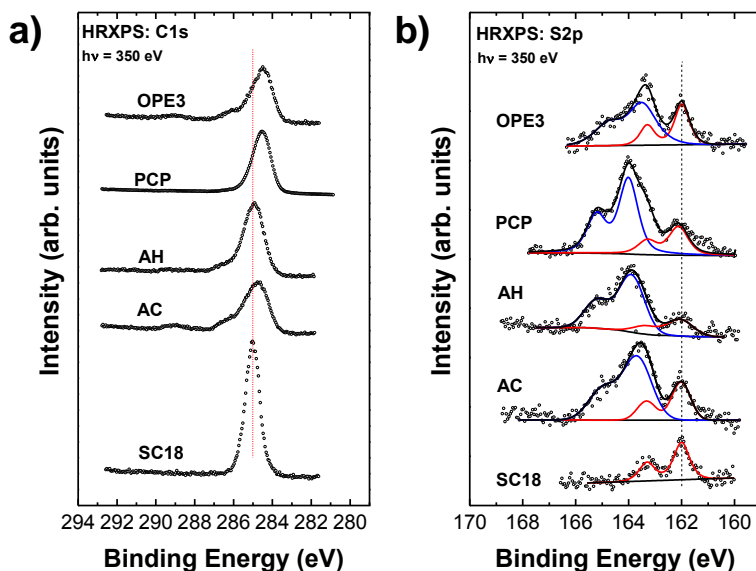 a)
HRXPS: C1s
hν = 350 eV
OPE3
PCP
AH
AC
SC18
Intensity (arb. units)
294 292 290 288 286 284 282 280
Binding Energy (eV)
b)
HRXPS: S2p
hν = 350 eV
OPE3
PCP
AH
AC
SC18
Intensity (arb. units)
170 168 166 164 162 160
Binding Energy (eV)